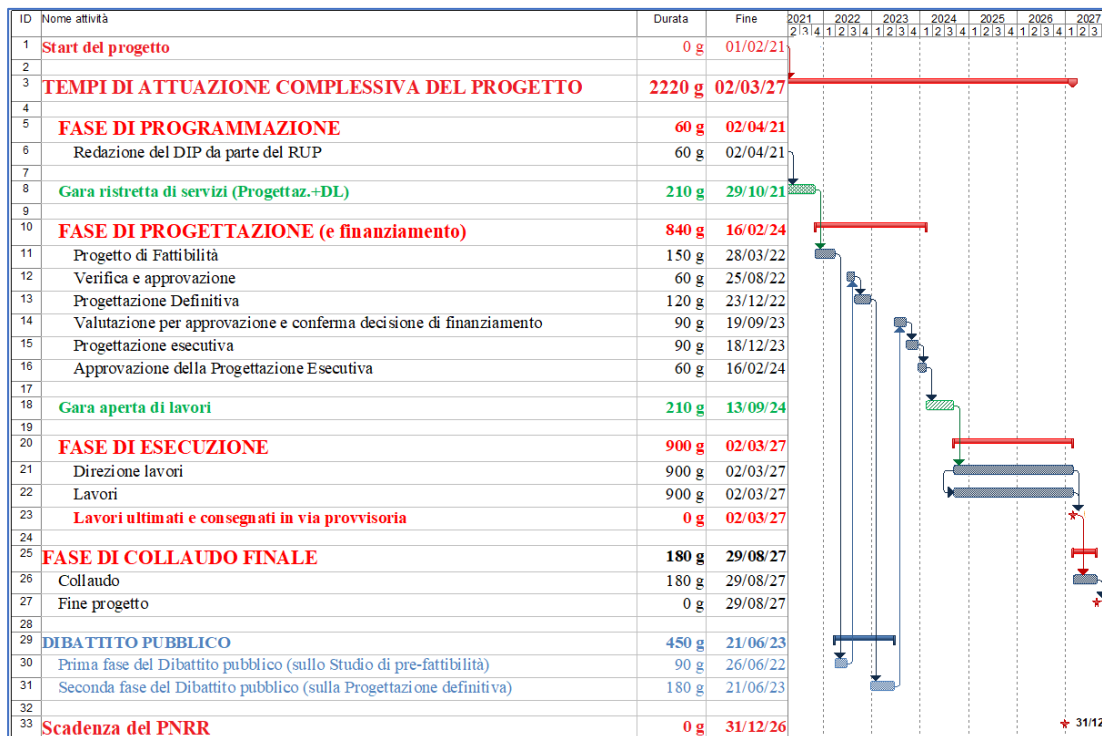 ID Nome attività Durata Fine 2021 2022 2023 2024 2025 2026 2027
2 3 4 1 2 3 4 1 2 3 4 1 2 3 4 1 2 3 4 1 2 3 4 1 2 3
1 Start del progetto 0 g 01/02/21
2
3 TEMPI DI ATTUAZIONE COMPLESSIVA DEL PROGETTO 2220 g 02/03/27
4
5 FASE DI PROGRAMMAZIONE 60 g 02/04/21
6 Redazione del DIP da parte del RUP 60 g 02/04/21
7
8 Gara ristretta di servizi (Progettaz.+DL) 210 g 29/10/21
9
10 FASE DI PROGETTAZIONE (e finanziamento) 840 g 16/02/24
11 Progetto di Fattibilità 150 g 28/03/22
12 Verifica e approvazione 60 g 25/08/22
13 Progettazione Definitiva 120 g 23/12/22
14 Valutazione per approvazione e conferma decisione di finanziamento 90 g 19/09/23
15 Progettazione esecutiva 90 g 18/12/23
16 Approvazione della Progettazione Esecutiva 60 g 16/02/24
17
18 Gara aperta di lavori 210 g 13/09/24
19
20 FASE DI ESECUZIONE 900 g 02/03/27
21 Direzione lavori 900 g 02/03/27
22 Lavori 900 g 02/03/27
23 Lavori ultimati e consegnati in via provvisoria 0 g 02/03/27
24
25 FASE DI COLLAUDO FINALE 180 g 29/08/27
26 Collaudo 180 g 29/08/27
27 Fine progetto 0 g 29/08/27
28
29 DIBATTITO PUBBLICO 450 g 21/06/23
30 Prima fase del Dibattito pubblico (sullo Studio di pre-fattibilità) 90 g 26/06/22
31 Seconda fase del Dibattito pubblico (sulla Progettazione definitiva) 180 g 21/06/23
32
33 Scadenza del PNRR 0 g 31/12/26 31/12